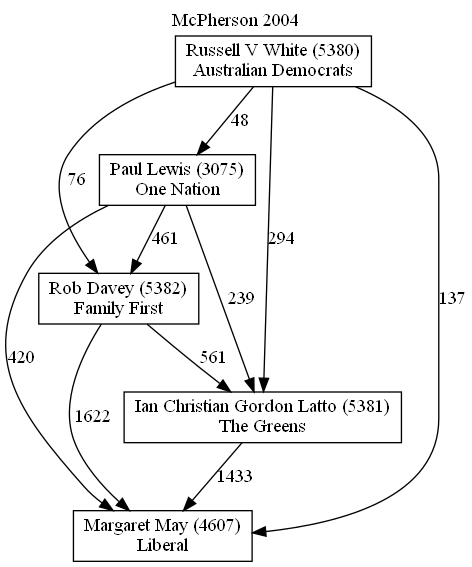 McPherson 2004
Russell V White (5380)
Australian Democrats
48
Paul Lewis (3075)
One Nation
76
461
294
239
137
Rob Davey (5382)
Family First
420
561
1622
Ian Christian Gordon Latto (5381)
The Greens
1433
Margaret May (4607)
Liberal